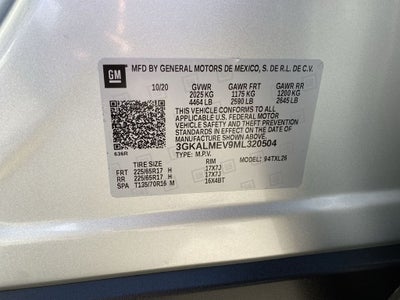 GM MFD BY GENERAL MOTORS DE MEXICO, S. DE R.L. DE C.V.
10/20 GVWR GAWR FRT GAWR RR
2025 KG 1175 KG 1200 KG
4464 LB 2590 LB 2645 LB
THIS VEHICLE CONFORMS TO ALL
APPLICABLE U.S. FEDERAL MOTOR
VEHICLE SAFETY AND THEFT
PREVENTION STANDARDS IN
EFFECT ON THE DATE OF
MANUFACTURE SHOWN ABOVE.
3GKALMEV9ML320504
TYPE: M.P.V. MODEL: 94TXL26
TIRE SIZE RIM
FRT 225/65R17 H 17X7J
RR 225/65R17 H 17X7J
SPA T135/70R16 M 16X4BT